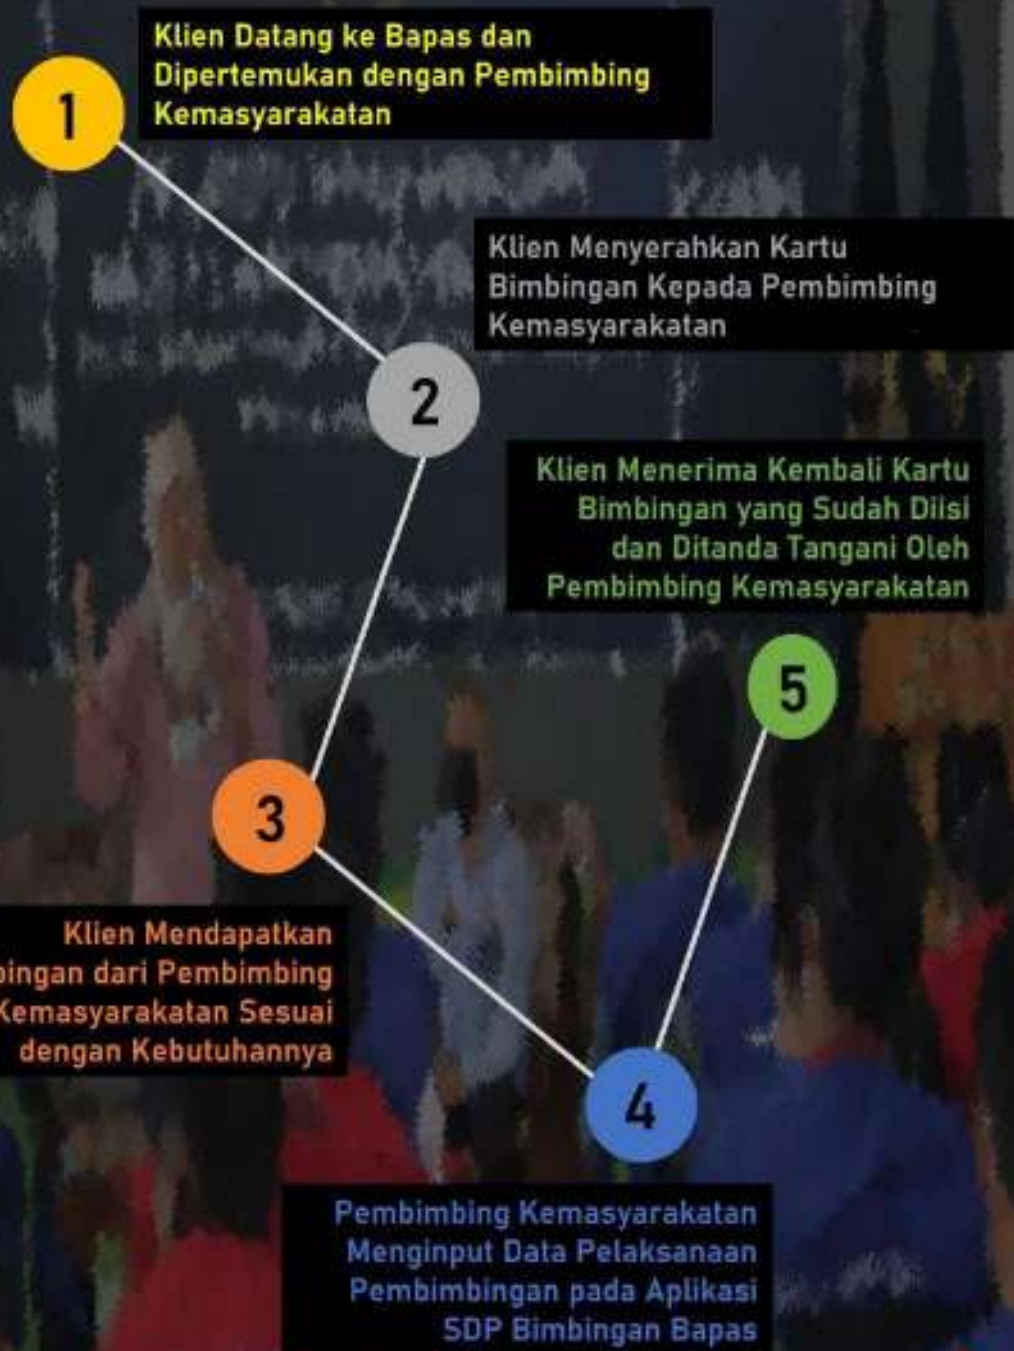 1
Klien Datang ke Bapas dan
Dipertemukan dengan Pembimbing
Kemasyarakatan
2
Klien Menyerahkan Kartu
Bimbingan Kepada Pembimbing
Kemasyarakatan
3
Klien Mendapatkan
dari Pembimbing
Kemasyarakatan Sesuai
dengan Kebutuhannya
4
Pembimbing Kemasyarakatan
Menginput Data Pelaksanaan
Pembimbingan pada Aplikasi
SDP Bimbingan Bapas
5
Klien Menerima Kembali Kartu
Bimbingan yang Sudah Diisi
dan Ditanda Tangani Oleh
Pembimbing Kemasyarakatan